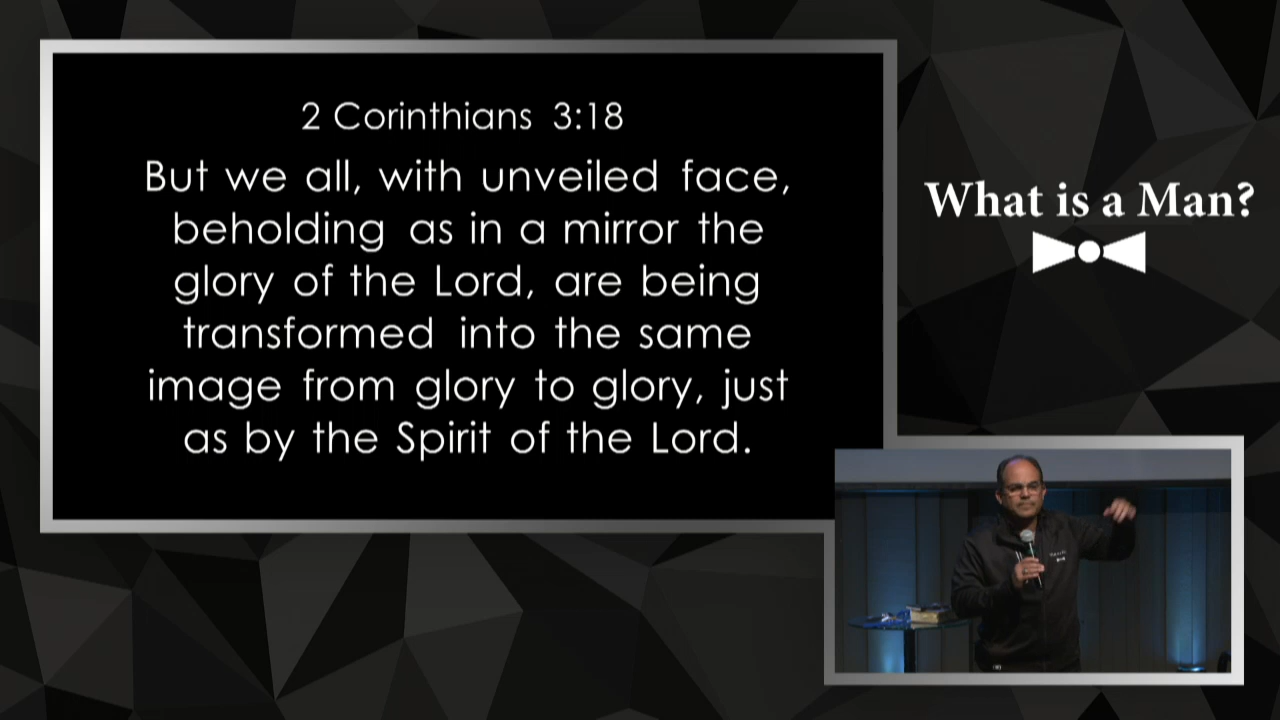 2 Corinthians 3:18
But we all, with unveiled face,
beholding as in a mirror the
glory of the Lord, are being
transformed into the same
image from glory to glory, just
as by the Spirit of the Lord.
What is a Man?